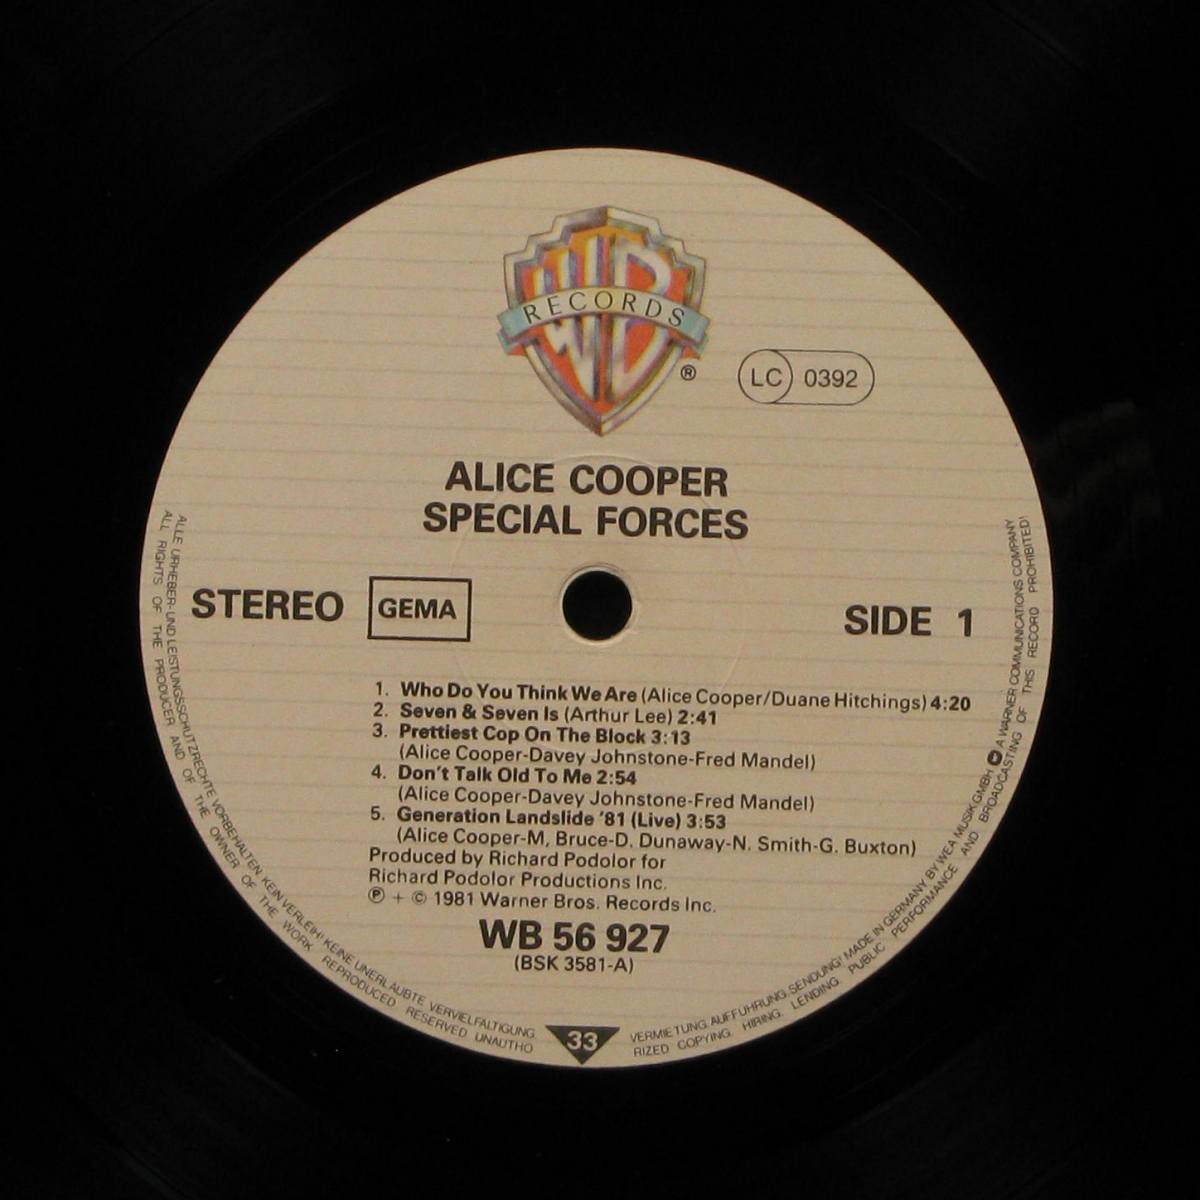 WB
RECORDS
®
LC 0392
ALICE COOPER
SPECIAL FORCES
STEREO GEMA SIDE 1
1. Who Do You Think We Are (Alice Cooper/Duane Hitchings) 4:20
2. Seven & Seven Is (Arthur Lee) 2:41
3. Prettiest Cop On The Block 3:13
(Alice Cooper-Davey Johnstone-Fred Mandel)
4. Don't Talk Old To Me 2:54
(Alice Cooper-Davey Johnstone-Fred Mandel)
5. Generation Landslide '81 (Live) 3:53
(Alice Cooper-M, Bruce-D. Dunaway-N. Smith-G. Buxton)
Produced by Richard Podolor for
Richard Podolor Productions Inc.
℗ + © 1981 Warner Bros. Records Inc.
WB 56 927
(BSK 3581-A)
33
ALLE URHEBER- UND LEISTUNGSSCHUTZRECHTE VORBEHALTEN. KEIN VERLEIH! KEINE UNERLAUBTE VERVIELFÄLTIGUNG, VERMIETUNG, AUFFÜHRUNG, SENDUNG! MADE IN GERMANY BY WEA MUSIK GMBH A WARNER COMMUNICATIONS COMPANY
ALL RIGHTS OF THE PRODUCER AND OF THE OWNER OF THE WORK REPRODUCED RESERVED. UNAUTHORIZED COPYING, HIRING, LENDING, PUBLIC PERFORMANCE AND BROADCASTING OF THIS RECORD PROHIBITED!